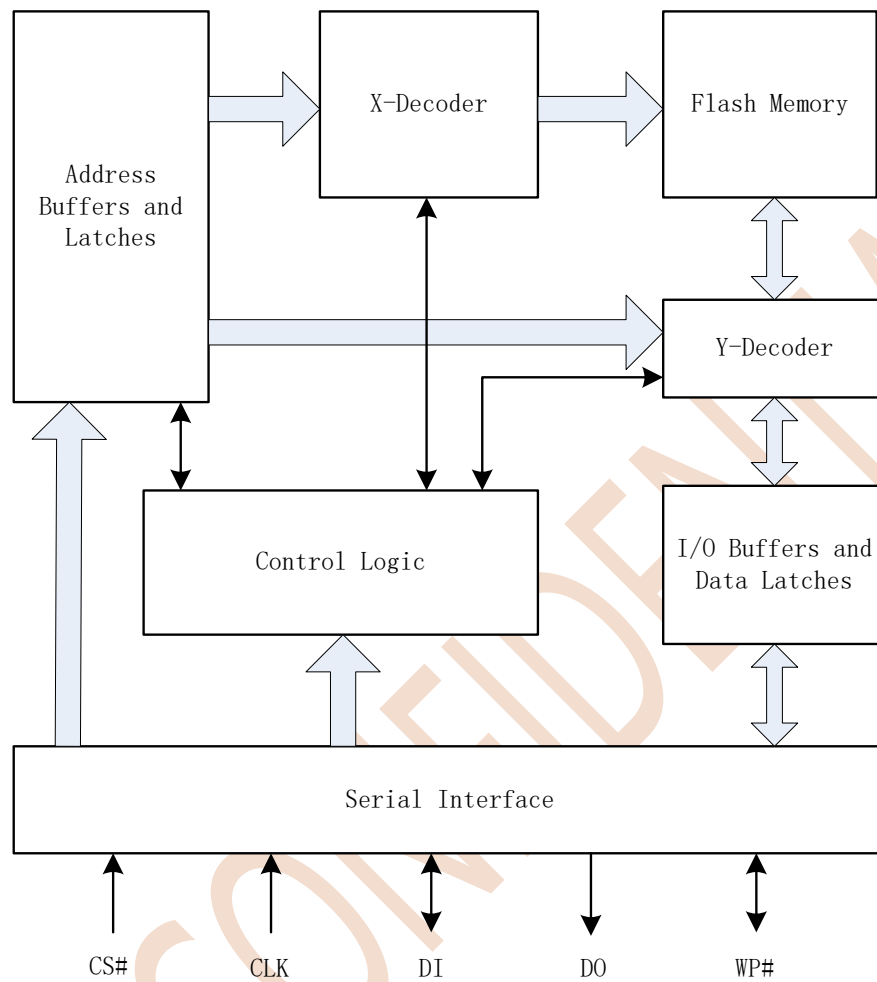 X-Decoder
Flash Memory
Address
Buffers and
Latches
Y-Decoder
Control Logic
I/O Buffers and
Data Latches
Serial Interface
CS#
CLK
DI
DO
WP#
CONFIDENTIA